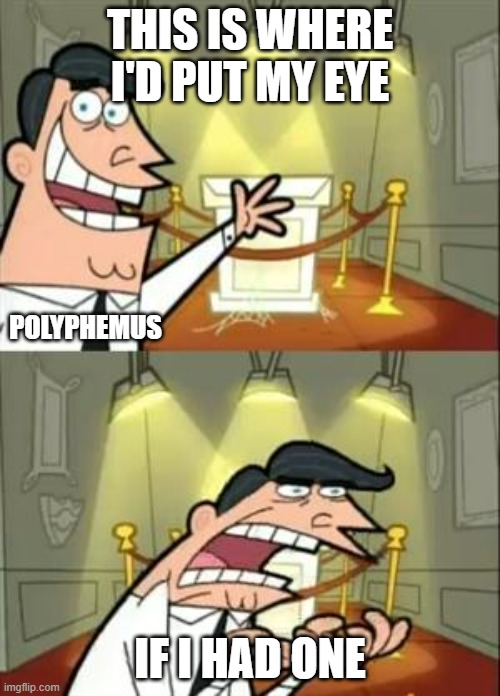 THIS IS WHERE
I'D PUT MY EYE
POLYPHEMUS
IF I HAD ONE
imgflip.com